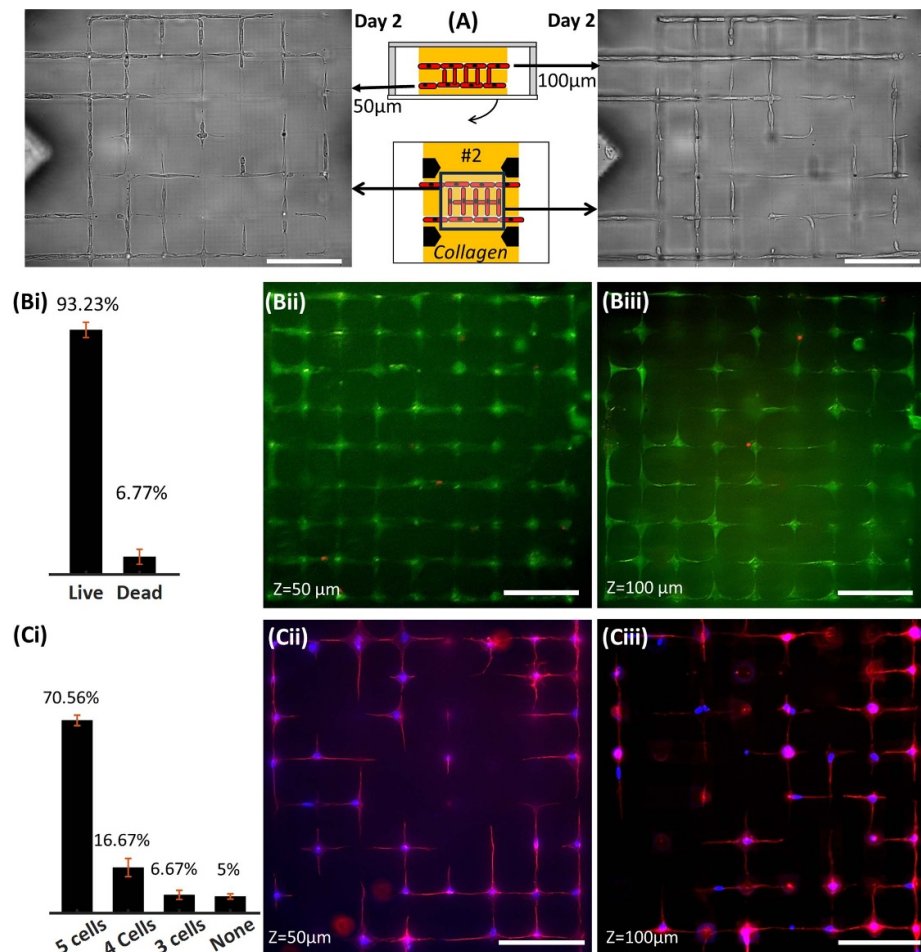 Day 2
(A)
Day 2
50µm
100µm
#2
Collagen
(Bi)
93.23%
6.77%
Live Dead
(Bii)
Z=50 µm
(Biii)
Z=100 µm
(Ci)
70.56%
16.67%
6.67%
5%
5 cells
4 Cells
3 cells
None
(Cii)
Z=50µm
(Ciii)
Z=100µm